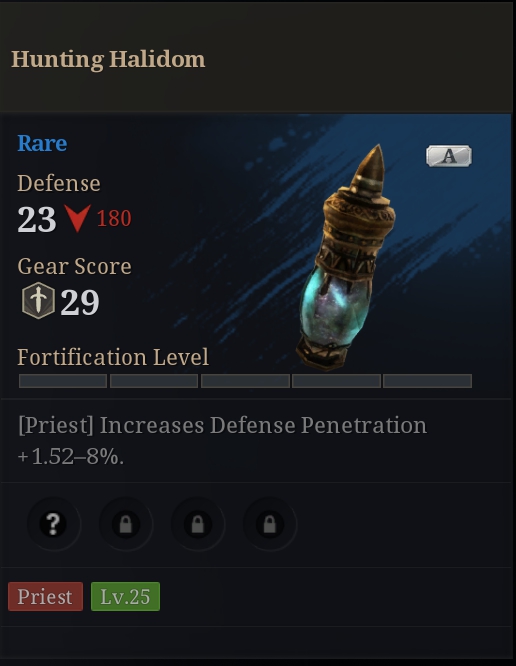 Hunting Halidom
Rare
A
Defense
23 180
Gear Score
29
Fortification Level
[Priest] Increases Defense Penetration
+1.52–8%.
?
Priest Lv.25